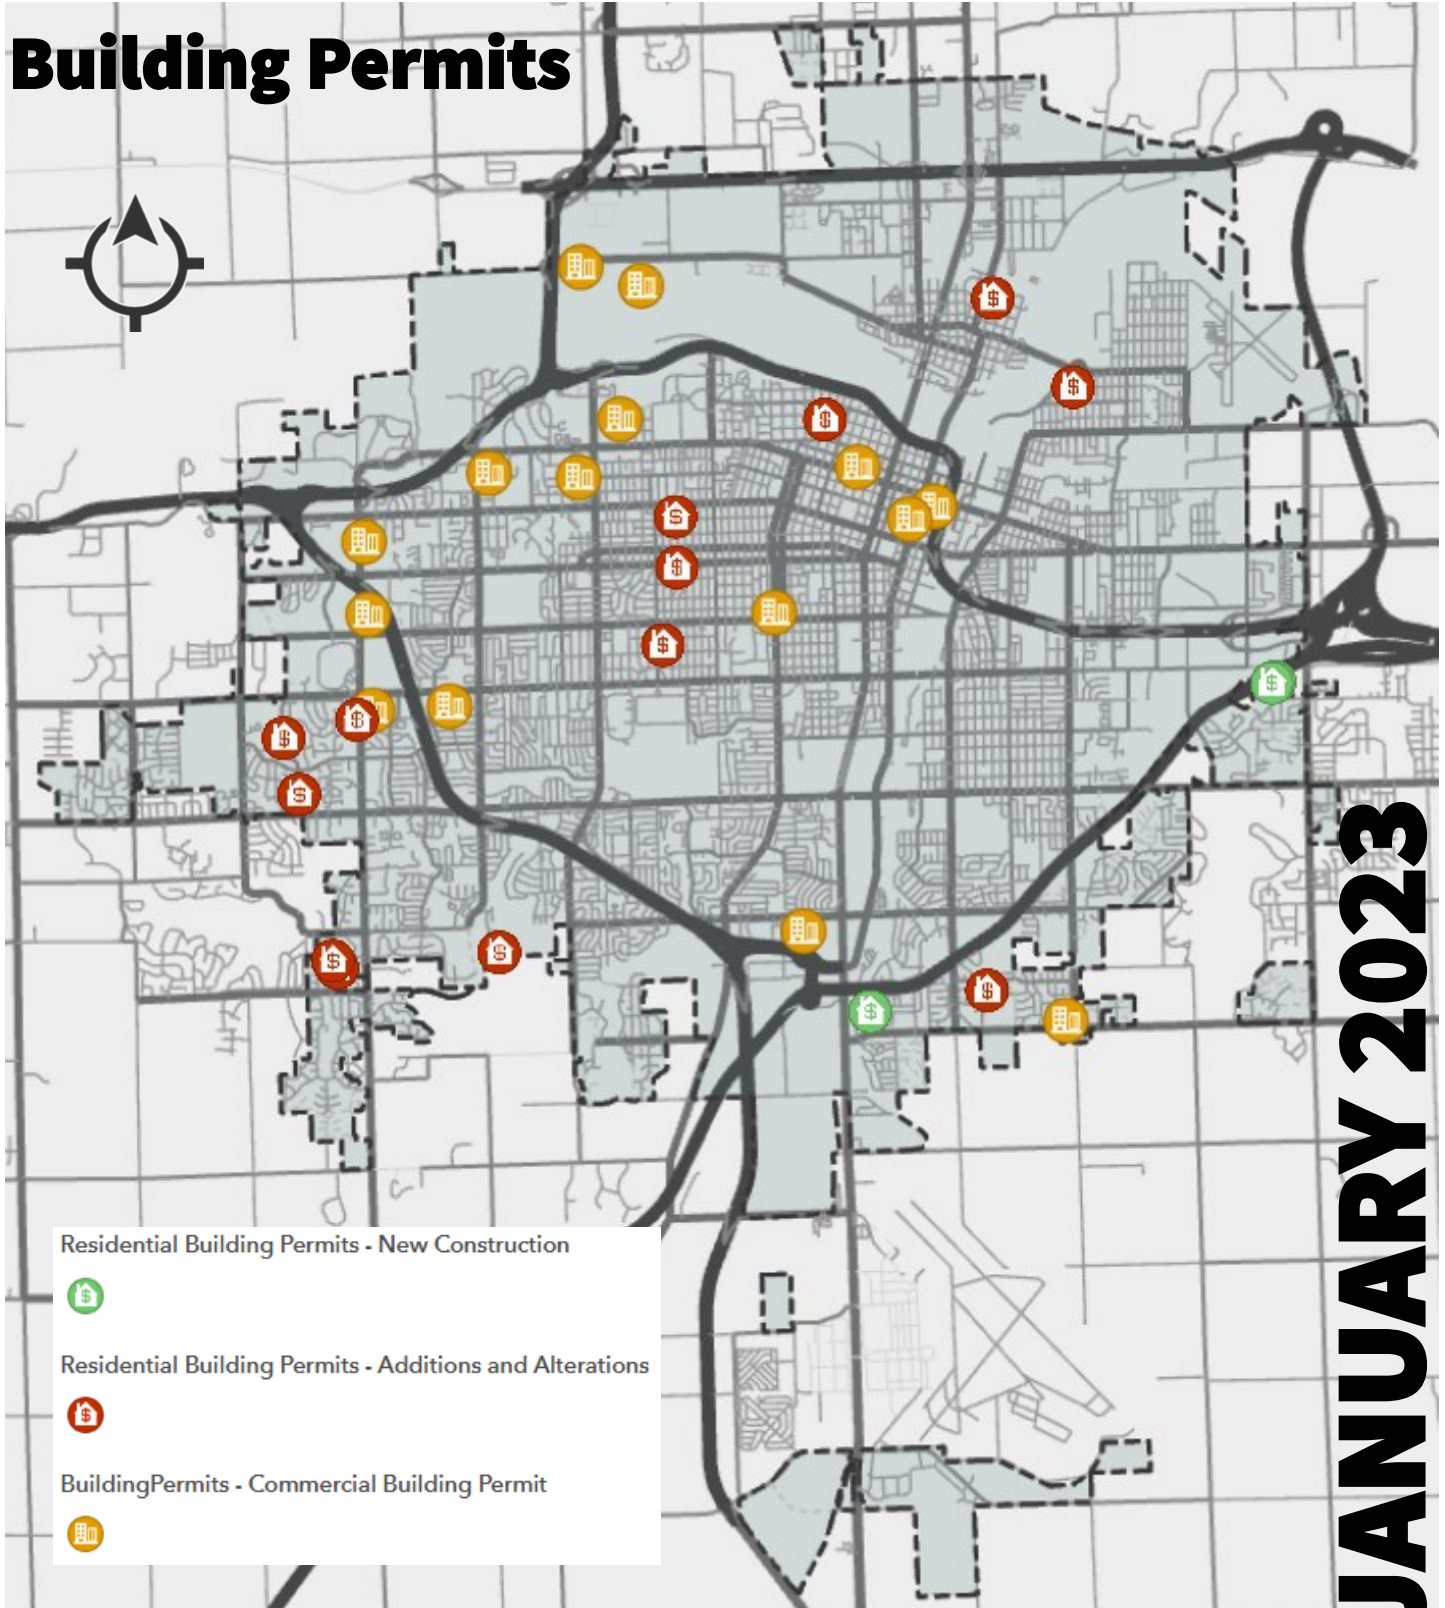 Building Permits
JANUARY 2023
Residential Building Permits - New Construction
Residential Building Permits - Additions and Alterations
BuildingPermits - Commercial Building Permit